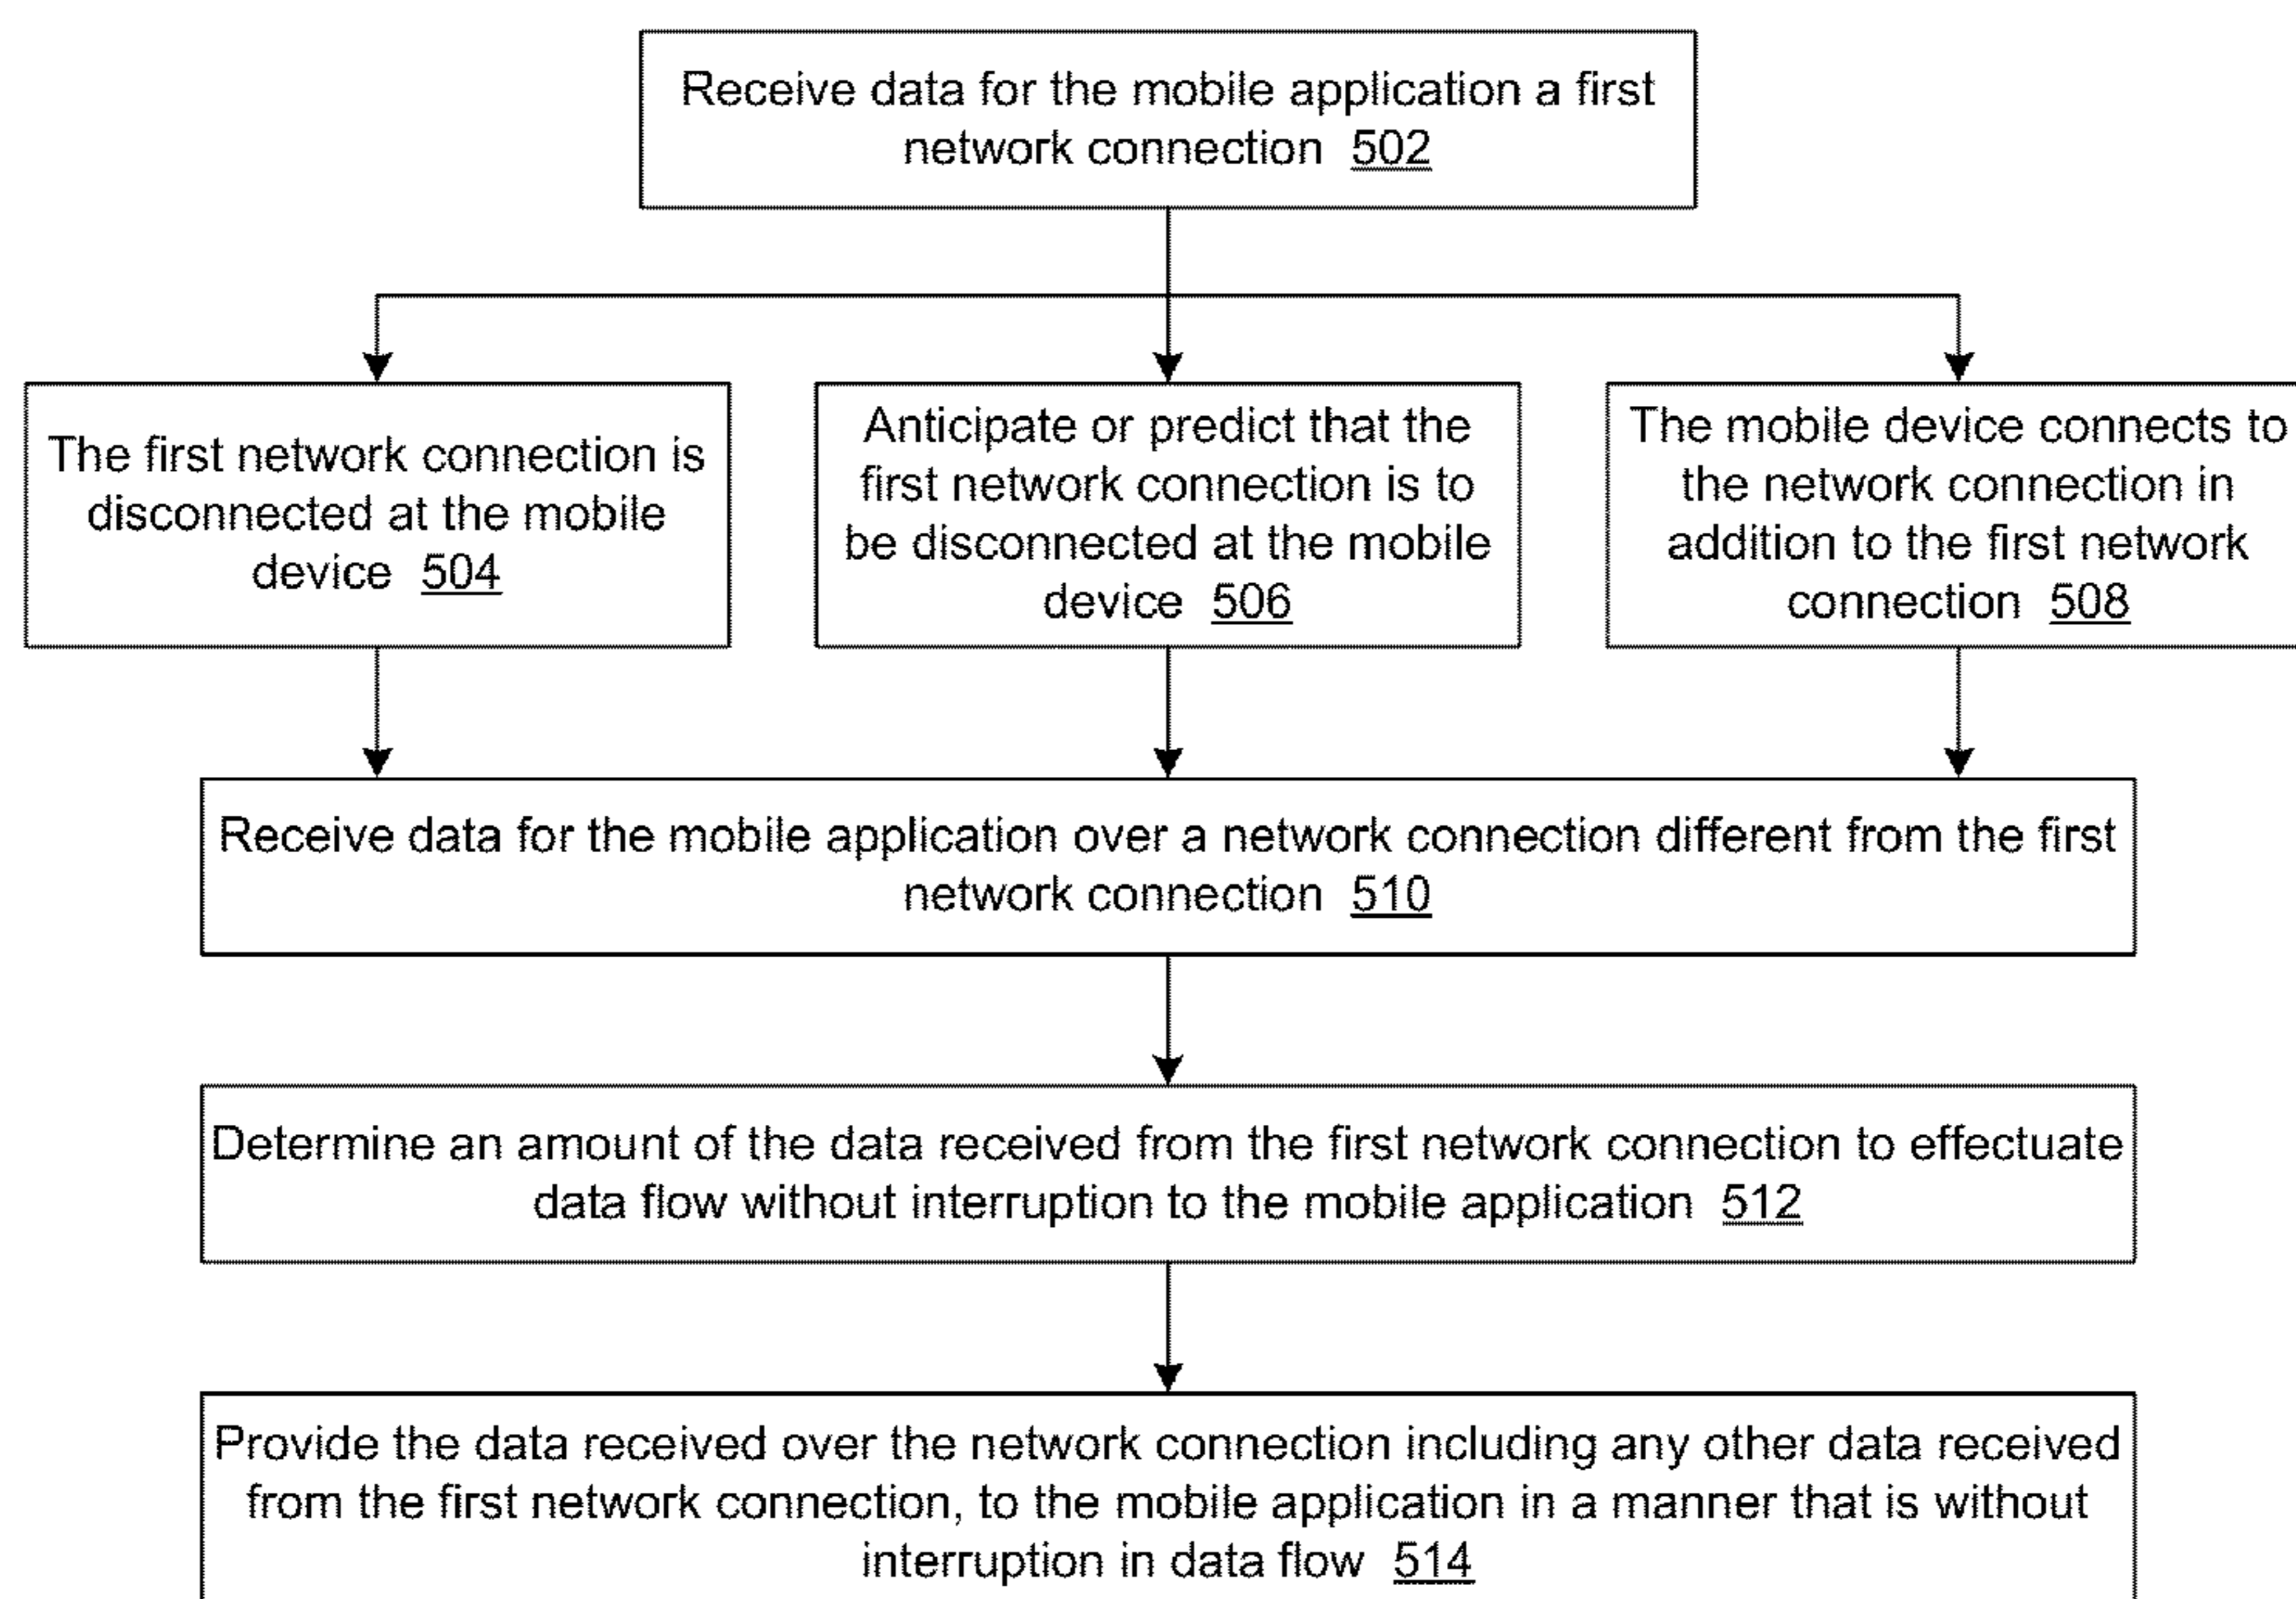 Receive data for the mobile application a first
network connection 502
The first network connection is
disconnected at the mobile
device 504
Anticipate or predict that the
first network connection is to
be disconnected at the mobile
device 506
The mobile device connects to
the network connection in
addition to the first network
connection 508
Receive data for the mobile application over a network connection different from the first
network connection 510
Determine an amount of the data received from the first network connection to effectuate
data flow without interruption to the mobile application 512
Provide the data received over the network connection including any other data received
from the first network connection, to the mobile application in a manner that is without
interruption in data flow 514